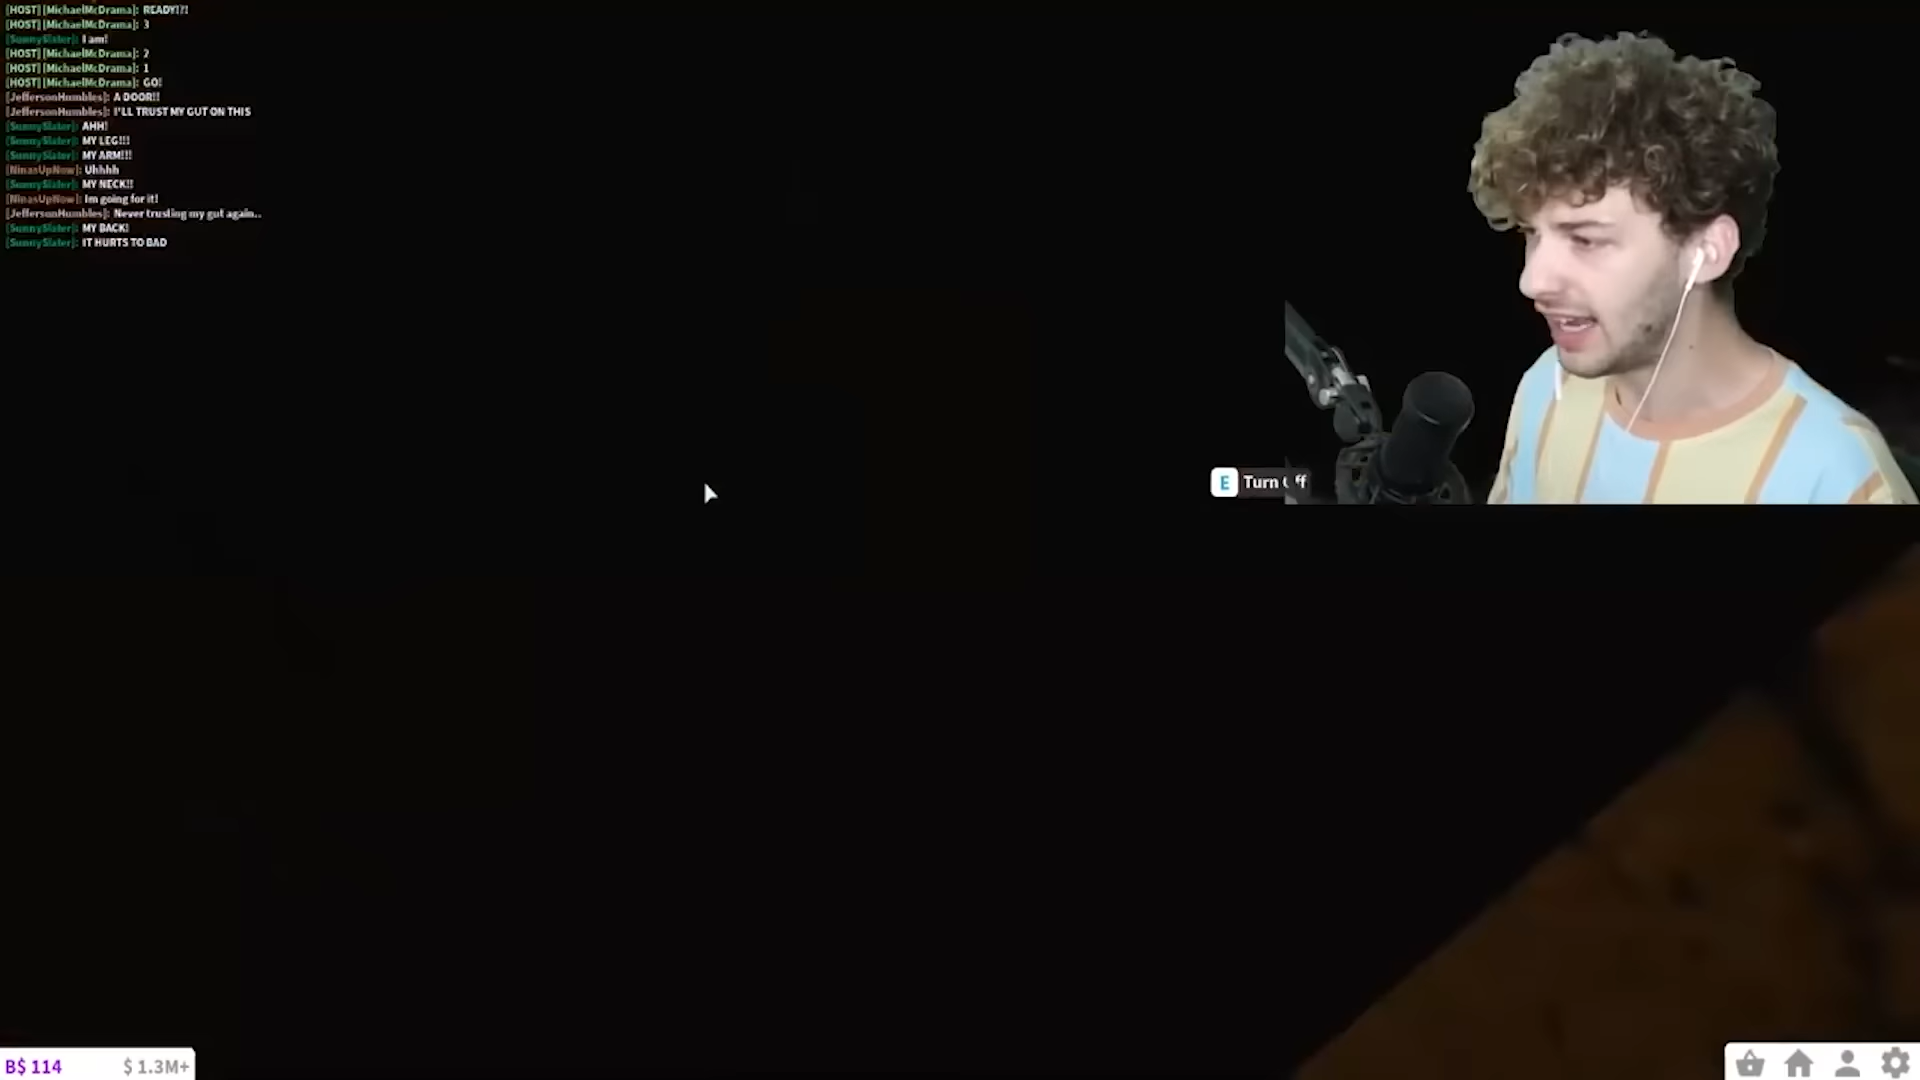 [HOST][MichaelMcDrama]: READY!?!
[HOST][MichaelMcDrama]: 3
[SunnySlater]: I am!
[HOST][MichaelMcDrama]: 2
[HOST][MichaelMcDrama]: 1
[HOST][MichaelMcDrama]: GO!
[JeffersonHumbles]: A DOOR!!
[JeffersonHumbles]: I'LL TRUST MY GUT ON THIS
[SunnySlater]: AHH!
[SunnySlater]: MY LEG!!!
[SunnySlater]: MY ARM!!!
[NinasUpNow]: Uhhhh
[SunnySlater]: MY NECK!!
[NinasUpNow]: Im going for it!
[JeffersonHumbles]: Never trusting my gut again..
[SunnySlater]: MY BACK!
[SunnySlater]: IT HURTS TO BAD
E Turn Off
B$ 114 $ 1.3M+